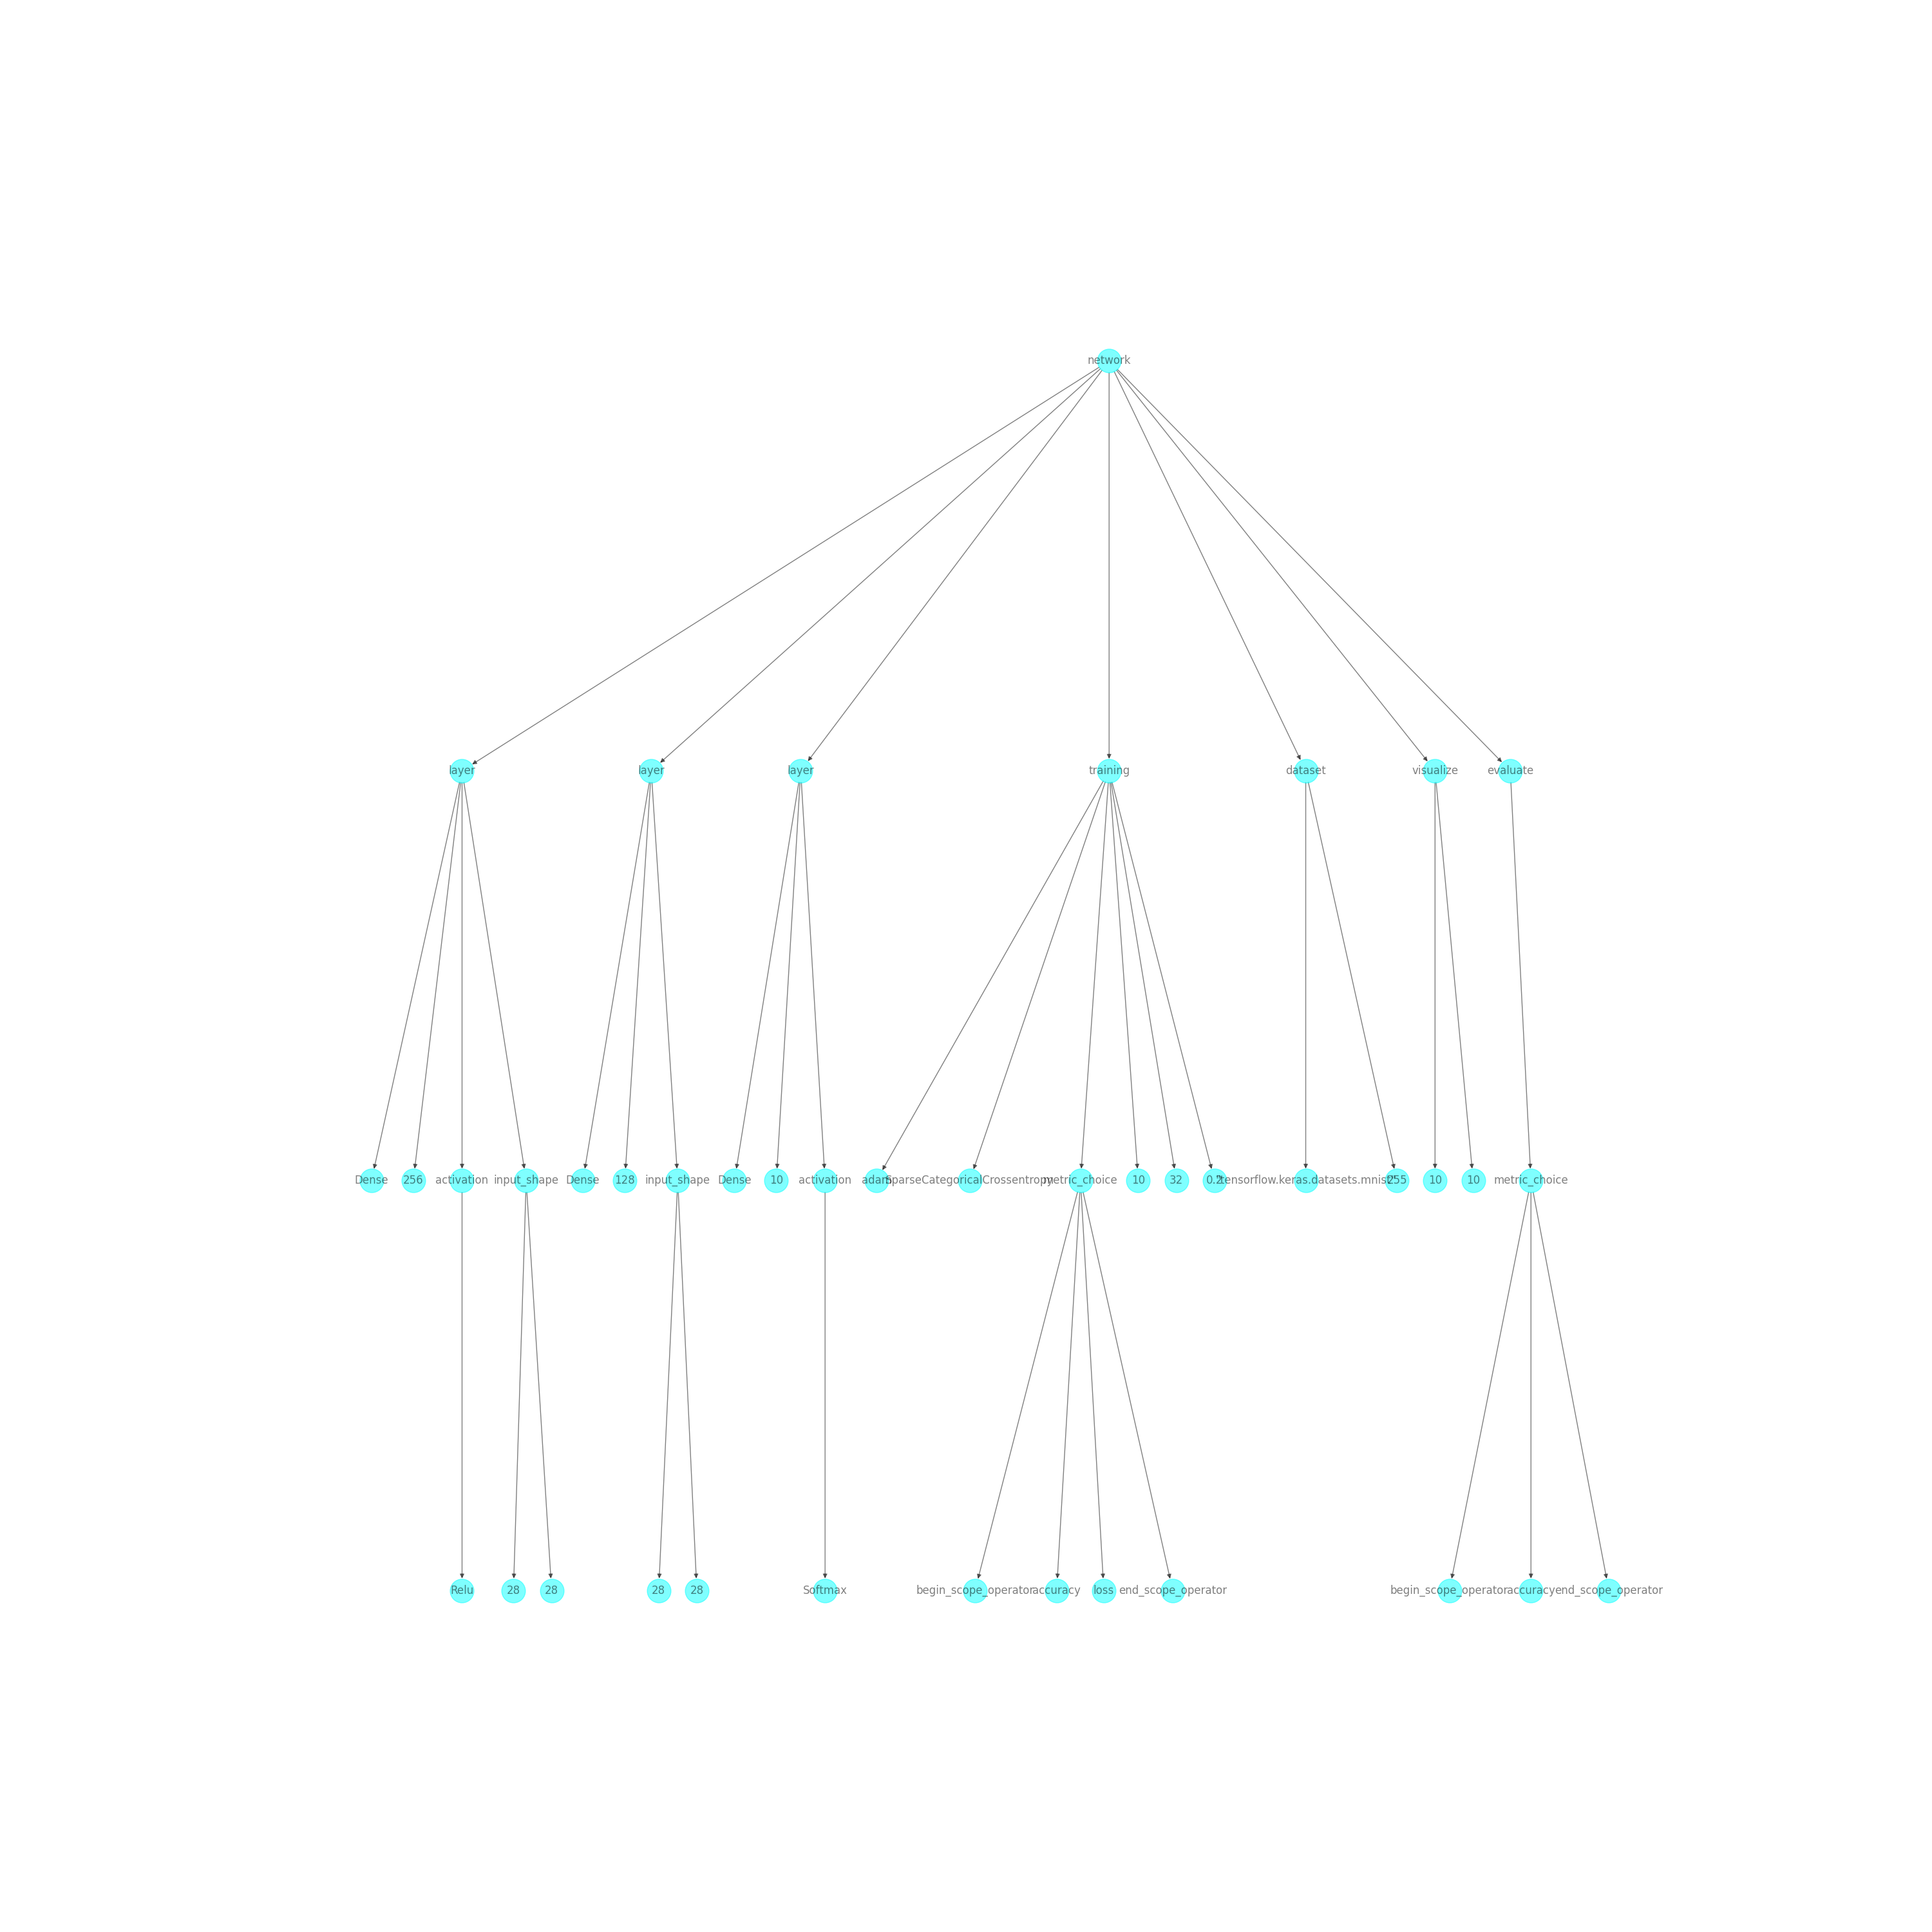 network
layer
layer
layer
training
dataset
visualize
evaluate
Dense
256
activation
input_shape
Dense
128
input_shape
Dense
10
activation
adam
SparseCategoricalCrossentropy
metric_choice
10
32
0.2
tensorflow.keras.datasets.mnist
255
10
10
metric_choice
Relu
28
28
28
28
Softmax
begin_scope_operator
accuracy
loss
end_scope_operator
begin_scope_operator
accuracy
end_scope_operator